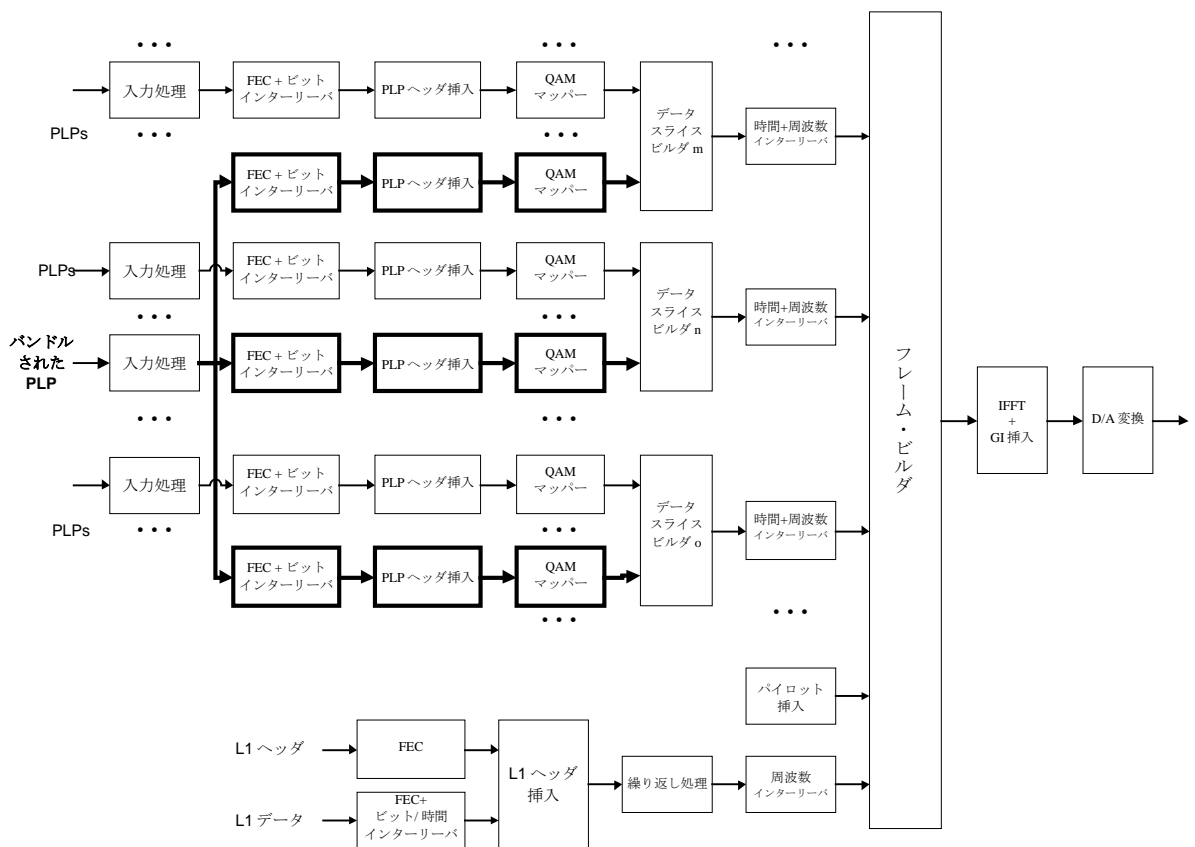 • • •
• • •
• • •
入力処理
FEC + ビット
インターリーバ
PLP ヘッダ挿入
QAM
マッパー
PLPs
• • •
• • •
データ
スライス
ビルダ m
時間+周波数
インターリーバ
FEC + ビット
インターリーバ
PLP ヘッダ挿入
QAM
マッパー
PLPs
入力処理
FEC + ビット
インターリーバ
PLP ヘッダ挿入
QAM
マッパー
• • •
• • •
データ
スライス
ビルダ n
時間+周波数
インターリーバ
バンドル
された
PLP
入力処理
FEC + ビット
インターリーバ
PLP ヘッダ挿入
QAM
マッパー
• • •
• • •
入力処理
FEC + ビット
インターリーバ
PLP ヘッダ挿入
QAM
マッパー
PLPs
• • •
• • •
データ
スライス
ビルダ o
時間+周波数
インターリーバ
FEC + ビット
インターリーバ
PLP ヘッダ挿入
QAM
マッパー
• • •
• • •
フレーム・ビルダ
IFFT
+
GI 挿入
D/A 変換
パイロット
挿入
L1 ヘッダ
FEC
L1 ヘッダ
挿入
繰り返し処理
周波数
インターリーバ
L1 データ
FEC+
ビット/ 時間
インターリーバ